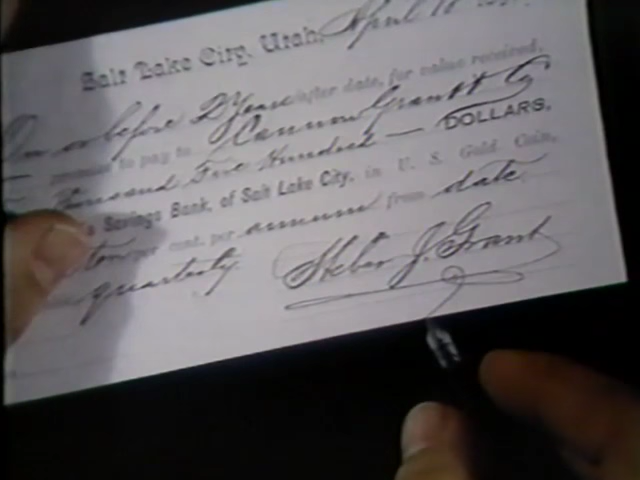 Salt Lake City, Utah, April 18
On or before 2 Years after date, for value received,
promise to pay to Cannon Grant & Co
Thousand Five Hundred — DOLLARS,
Savings Bank, of Salt Lake City, in U. S. Gold Coin,
ten per cent. per annum from date
quarterly Heber J. Grant